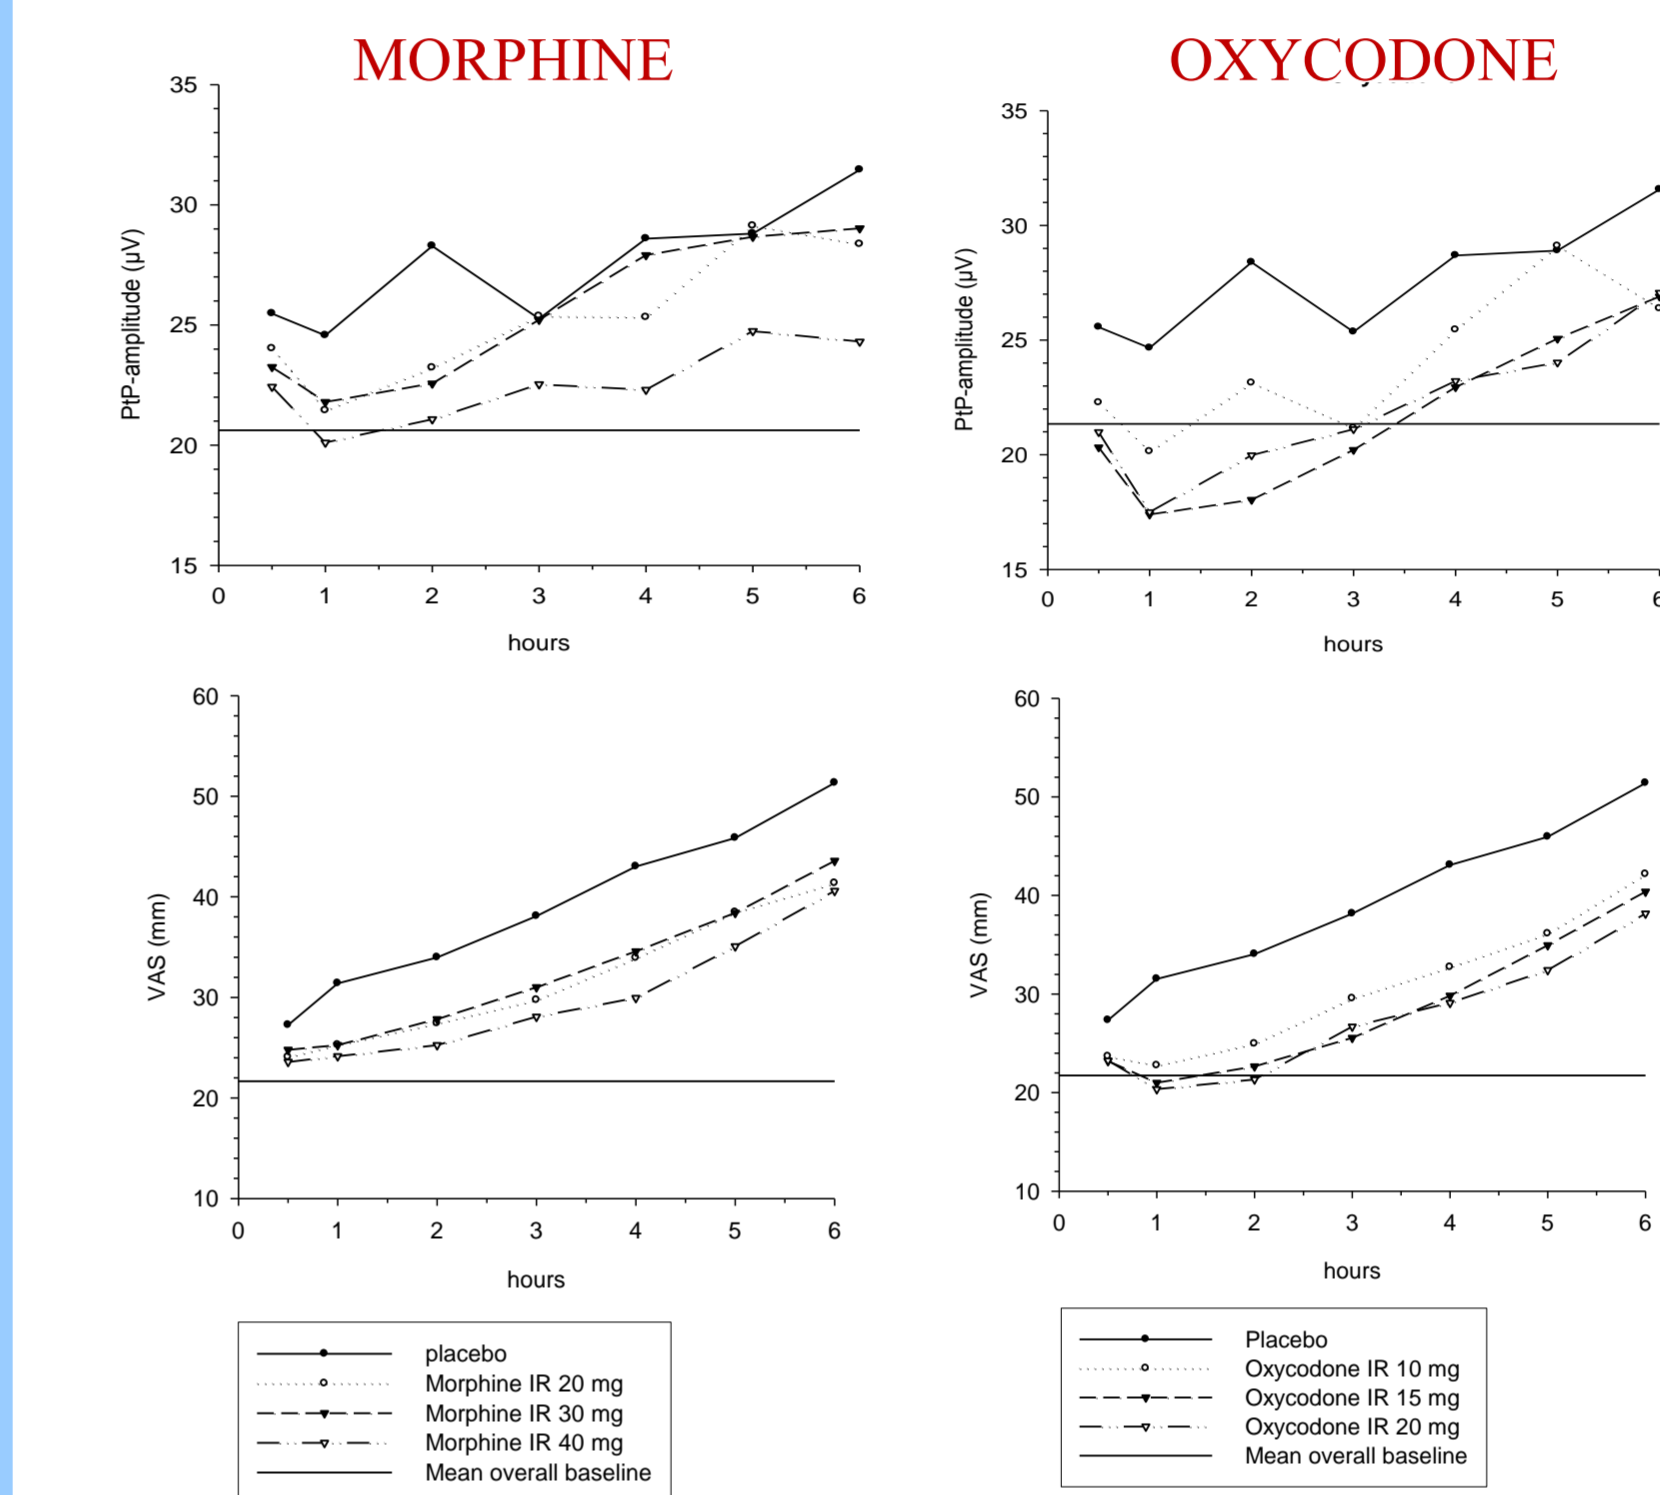 MORPHINE
OXYCODONE
35
30
25
20
15
PtP-amplitude (µV)
0 1 2 3 4 5 6
hours
35
30
25
20
15
PtP-amplitude (µV)
0 1 2 3 4 5 6
hours
60
50
40
30
20
10
VAS (mm)
0 1 2 3 4 5 6
hours
60
50
40
30
20
10
VAS (mm)
0 1 2 3 4 5 6
hours
placebo
Morphine IR 20 mg
Morphine IR 30 mg
Morphine IR 40 mg
Mean overall baseline
Placebo
Oxycodone IR 10 mg
Oxycodone IR 15 mg
Oxycodone IR 20 mg
Mean overall baseline